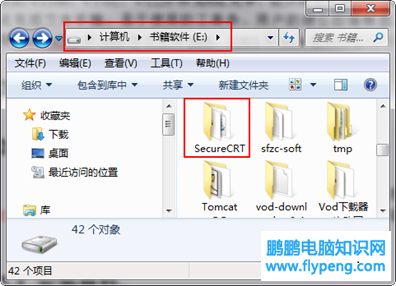 计算机 ▸ 书籍软件 (E:) ▸
搜索 书籍...
文件(F) 编辑(E) 查看(V) 工具(T) 帮助(H)
组织 包含到库中 共享 新建文件夹
收藏夹
下载
桌面
最近访问的位置
库
SecureCRT sfzc-soft tmp
Tomcat vod-downl Vod下载器
42 个对象
42 个项目
鹏鹏电脑知识网
www.flypeng.com